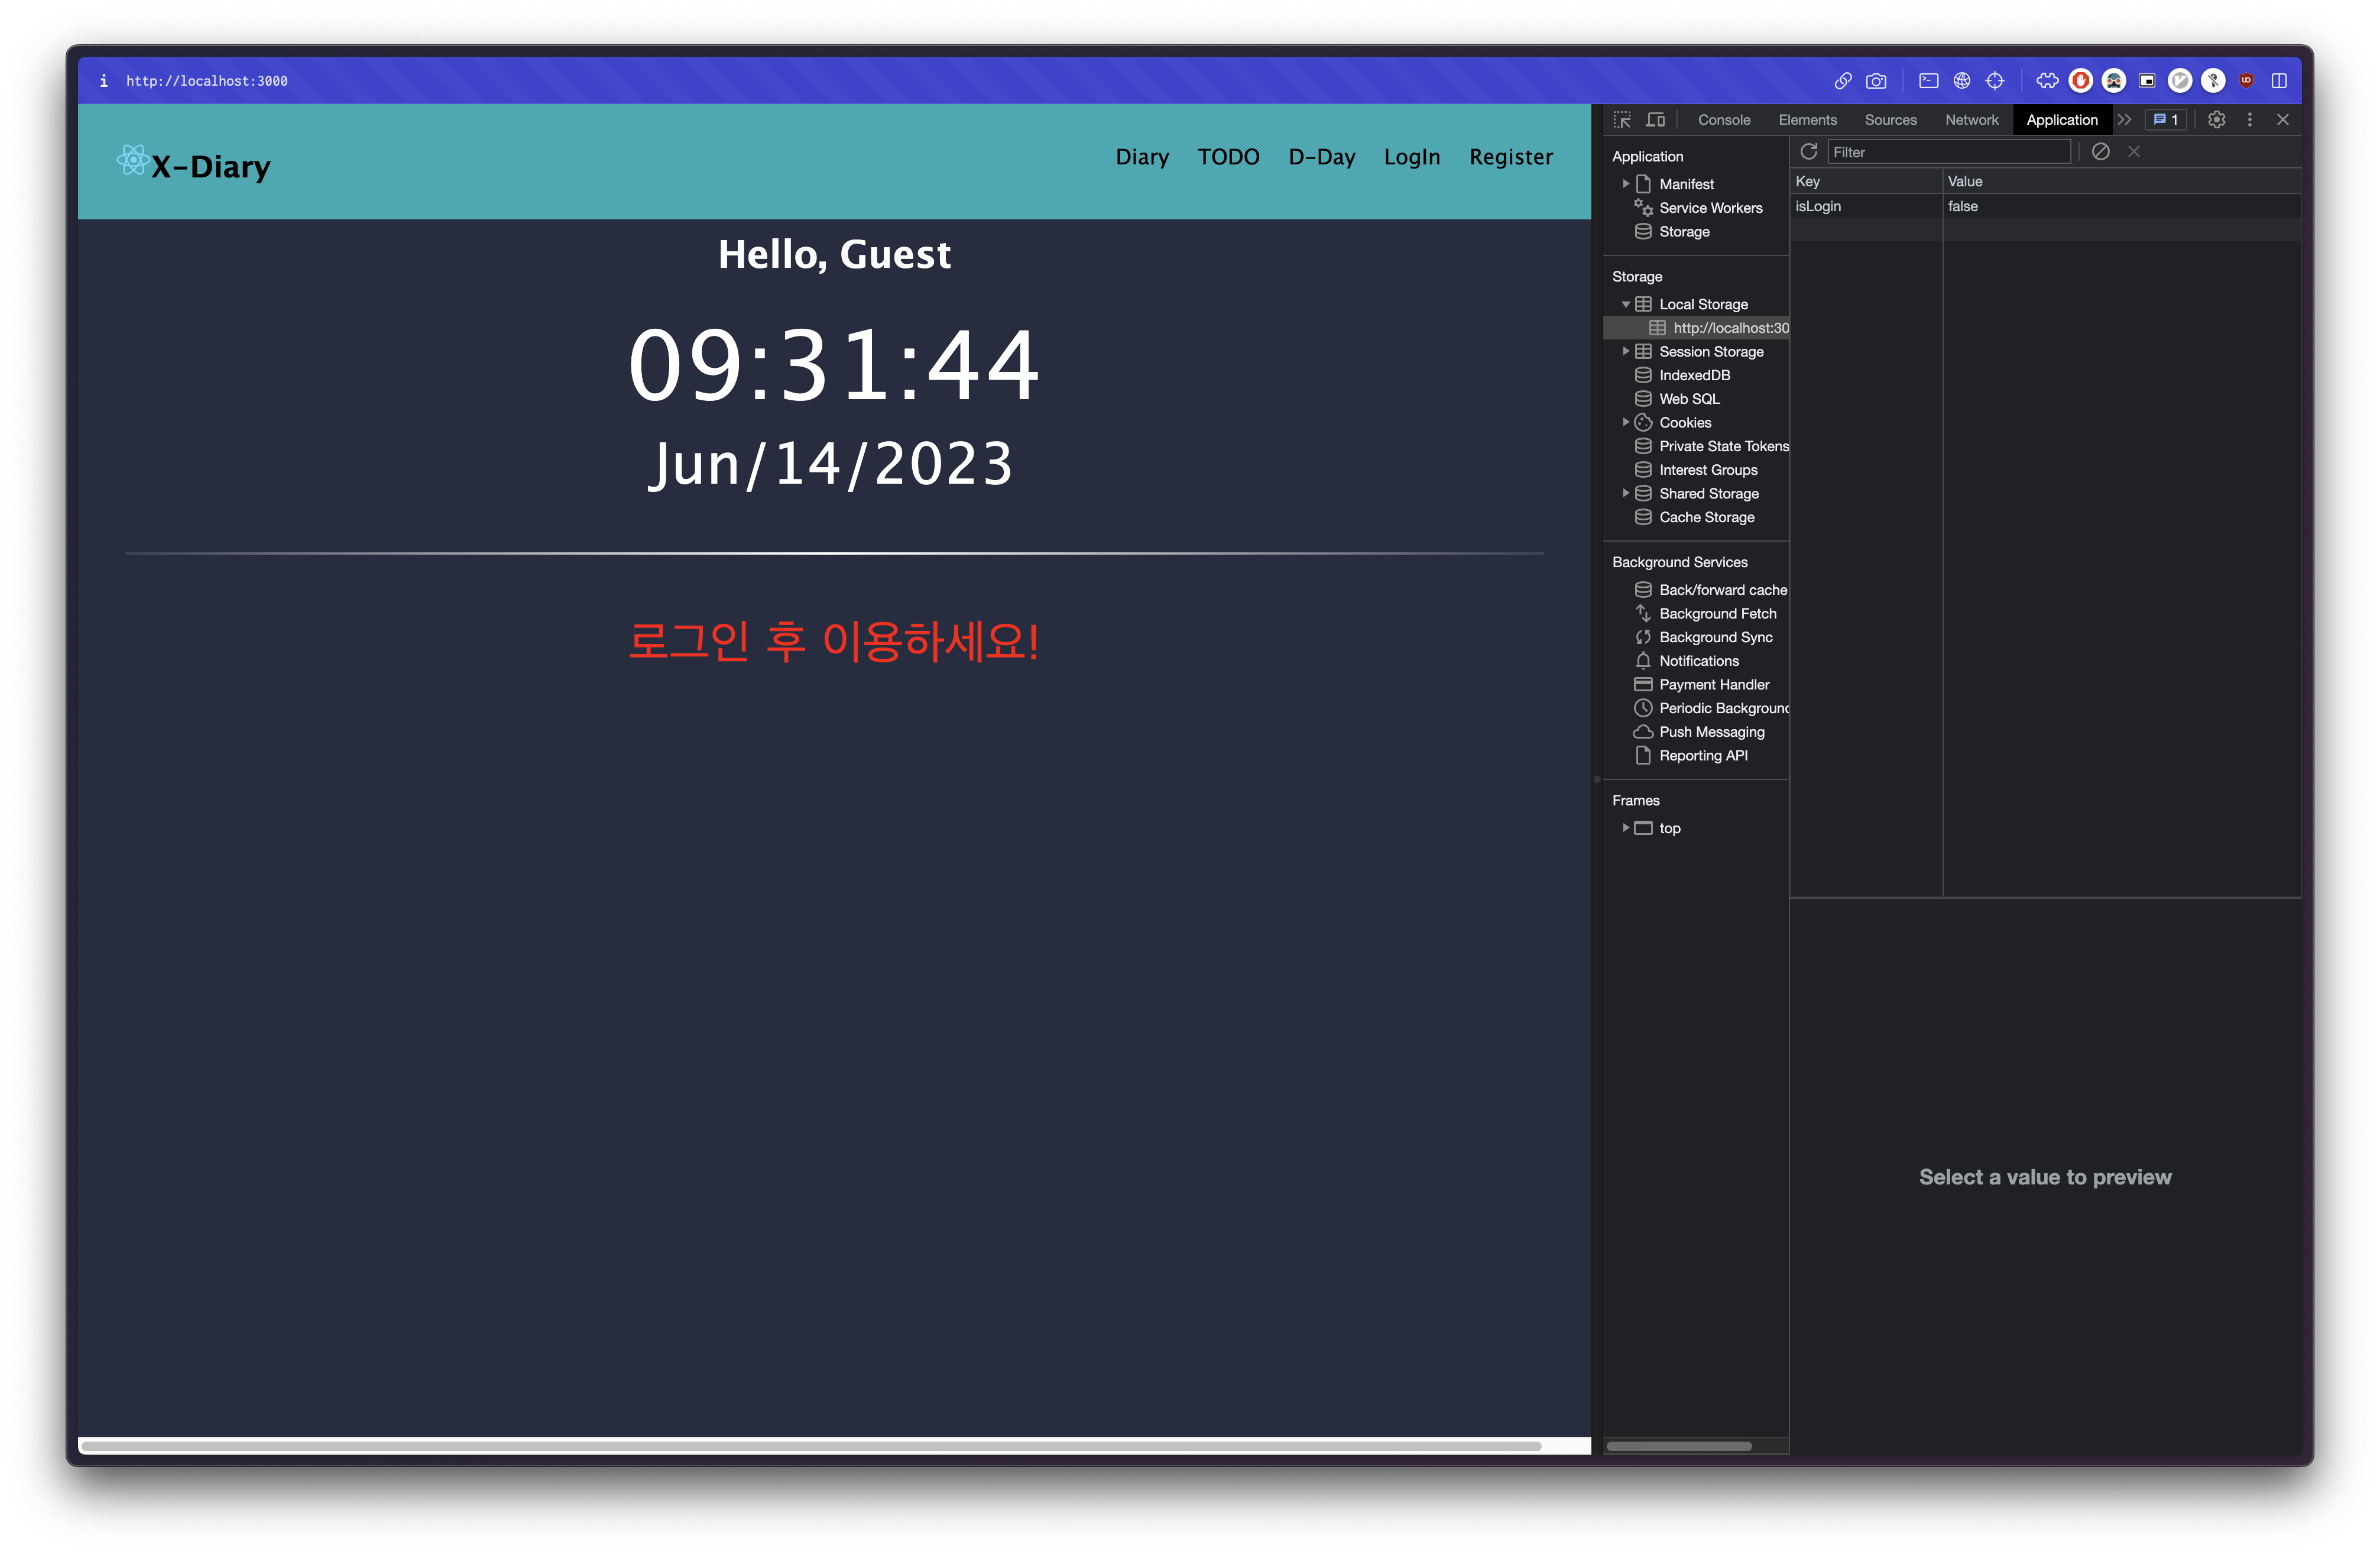 i http://localhost:3000
X-Diary
Diary TODO D-Day LogIn Register
Hello, Guest
09:31:44
Jun/14/2023
로그인 후 이용하세요!
Console Elements Sources Network Application 1
Application
Manifest
Service Workers
Storage
Storage
Local Storage
http://localhost:30
Session Storage
IndexedDB
Web SQL
Cookies
Private State Tokens
Interest Groups
Shared Storage
Cache Storage
Background Services
Back/forward cache
Background Fetch
Background Sync
Notifications
Payment Handler
Periodic Background
Push Messaging
Reporting API
Frames
top
Filter
Key Value
isLogin false
Select a value to preview